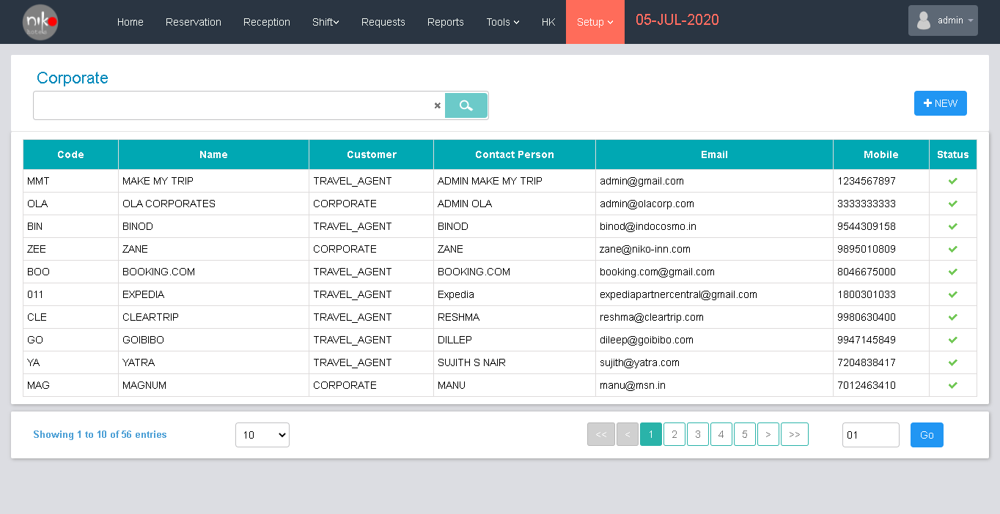 niko
hotels
Home Reservation Reception Shift Requests Reports Tools HK Setup 05-JUL-2020 admin
Corporate
NEW
Code Name Customer Contact Person Email Mobile Status
MMT MAKE MY TRIP TRAVEL_AGENT ADMIN MAKE MY TRIP admin@gmail.com 1234567897
OLA OLA CORPORATES CORPORATE ADMIN OLA admin@olacorp.com 3333333333
BIN BINOD TRAVEL_AGENT BINOD binod@indocosmo.in 9544309158
ZEE ZANE CORPORATE ZANE zane@niko-inn.com 9895010809
BOO BOOKING.COM TRAVEL_AGENT BOOKING.COM booking.com@gmail.com 8046675000
011 EXPEDIA TRAVEL_AGENT Expedia expediapartnercentral@gmail.com 1800301033
CLE CLEARTRIP TRAVEL_AGENT RESHMA reshma@cleartrip.com 9980630400
GO GOIBIBO TRAVEL_AGENT DILLEP dileep@goibibo.com 9947145849
YA YATRA TRAVEL_AGENT SUJITH S NAIR sujith@yatra.com 7204838417
MAG MAGNUM CORPORATE MANU manu@msn.in 7012463410
Showing 1 to 10 of 56 entries 10 << < 1 2 3 4 5 > >> 01 Go